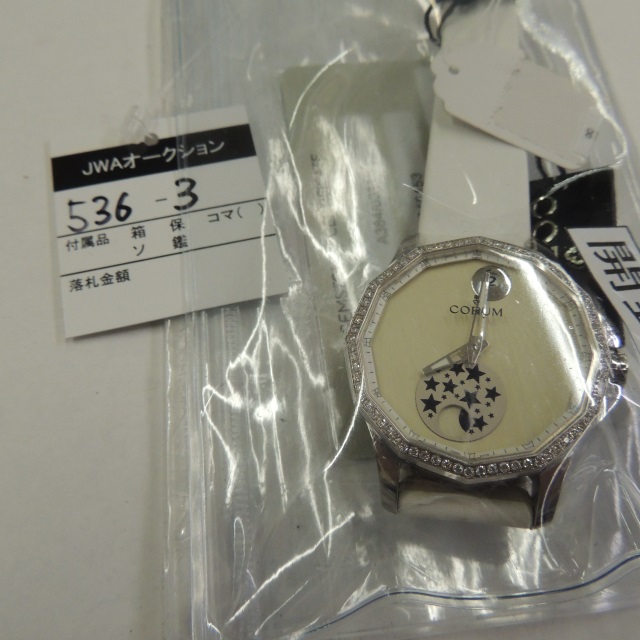 JWAオークション
536-3
付属品 箱 保 コマ( )
ソ 鑑
落札金額
CORUM
開